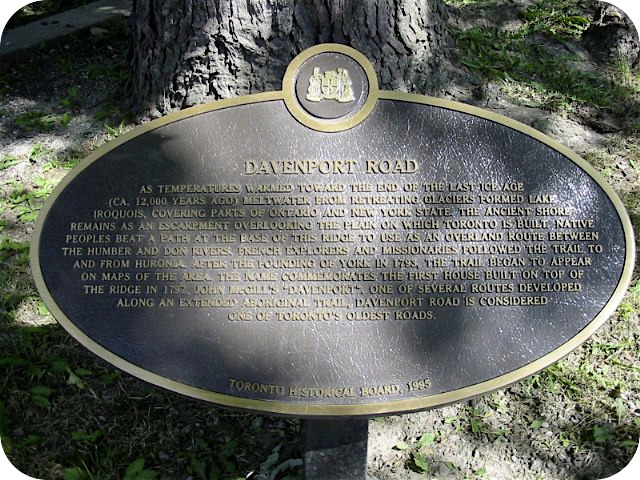 DAVENPORT ROAD
AS TEMPERATURES WARMED TOWARD THE END OF THE LAST ICE AGE
(CA. 12,000 YEARS AGO) MELTWATER FROM RETREATING GLACIERS FORMED LAKE
IROQUOIS, COVERING PARTS OF ONTARIO AND NEW YORK STATE. THE ANCIENT SHORE
REMAINS AS AN ESCARPMENT OVERLOOKING THE PLAIN ON WHICH TORONTO IS BUILT. NATIVE
PEOPLES BEAT A PATH AT THE BASE OF THIS RIDGE TO USE AS AN OVERLAND ROUTE BETWEEN
THE HUMBER AND DON RIVERS. FRENCH EXPLORERS AND MISSIONARIES FOLLOWED THE TRAIL TO
AND FROM HURONIA. AFTER THE FOUNDING OF YORK IN 1793, THE TRAIL BEGAN TO APPEAR
ON MAPS OF THE AREA. THE NAME COMMEMORATES THE FIRST HOUSE BUILT ON TOP OF
THE RIDGE IN 1797, JOHN MCGILL'S "DAVENPORT". ONE OF SEVERAL ROUTES DEVELOPED
ALONG AN EXTENDED ABORIGINAL TRAIL, DAVENPORT ROAD IS CONSIDERED
ONE OF TORONTO'S OLDEST ROADS.
TORONTO HISTORICAL BOARD, 1995